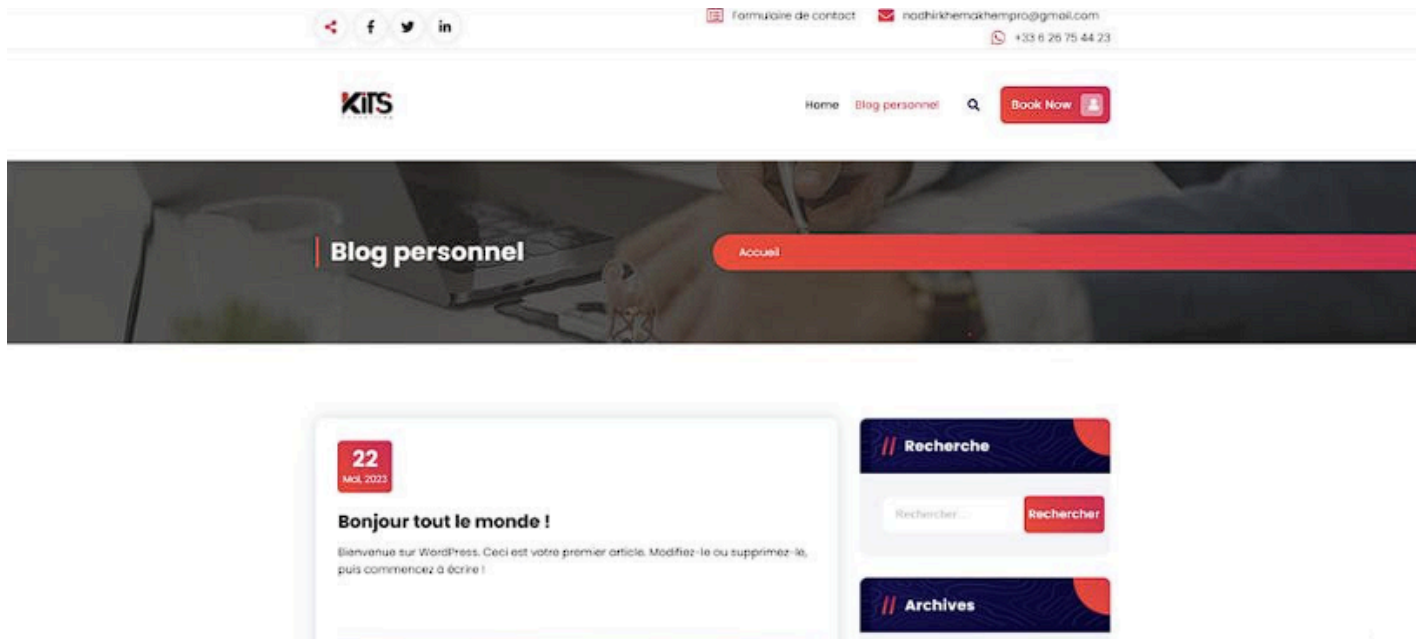 Formulaire de contact
nadhirkhemakhempro@gmail.com
+33 6 26 75 44 23
KiTS
Home
Blog personnel
Book Now
Blog personnel
Accueil
22
Mai, 2023
Bonjour tout le monde !
Bienvenue sur WordPress. Ceci est votre premier article. Modifiez-le ou supprimez-le,
puis commencez à écrire !
// Recherche
Rechercher…
Rechercher
// Archives